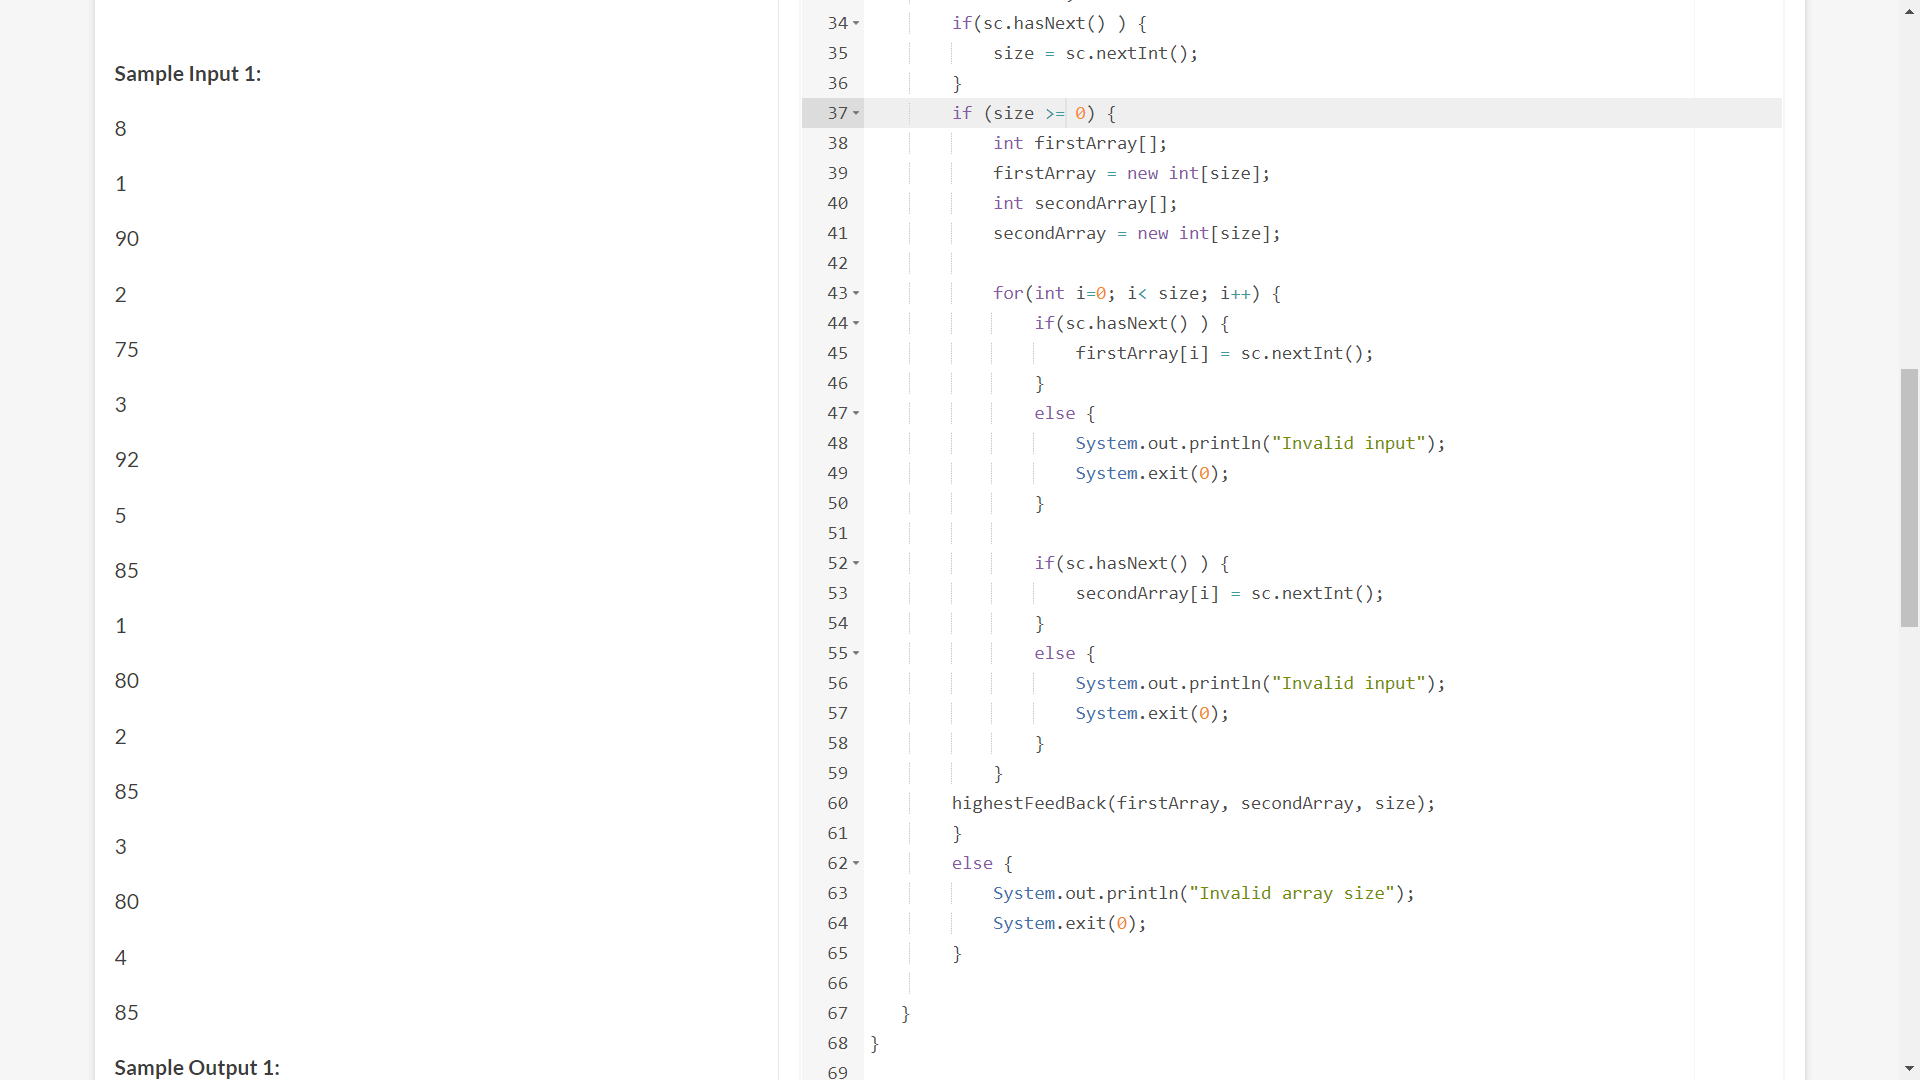 Sample Input 1:
8
1
90
2
75
3
92
5
85
1
80
2
85
3
80
4
85
Sample Output 1:
34 if(sc.hasNext() ) {
35 size = sc.nextInt();
36 }
37 if (size >= 0) {
38 int firstArray[];
39 firstArray = new int[size];
40 int secondArray[];
41 secondArray = new int[size];
42
43 for(int i=0; i< size; i++) {
44 if(sc.hasNext() ) {
45 firstArray[i] = sc.nextInt();
46 }
47 else {
48 System.out.println("Invalid input");
49 System.exit(0);
50 }
51
52 if(sc.hasNext() ) {
53 secondArray[i] = sc.nextInt();
54 }
55 else {
56 System.out.println("Invalid input");
57 System.exit(0);
58 }
59 }
60 highestFeedBack(firstArray, secondArray, size);
61 }
62 else {
63 System.out.println("Invalid array size");
64 System.exit(0);
65 }
66
67 }
68 }
69